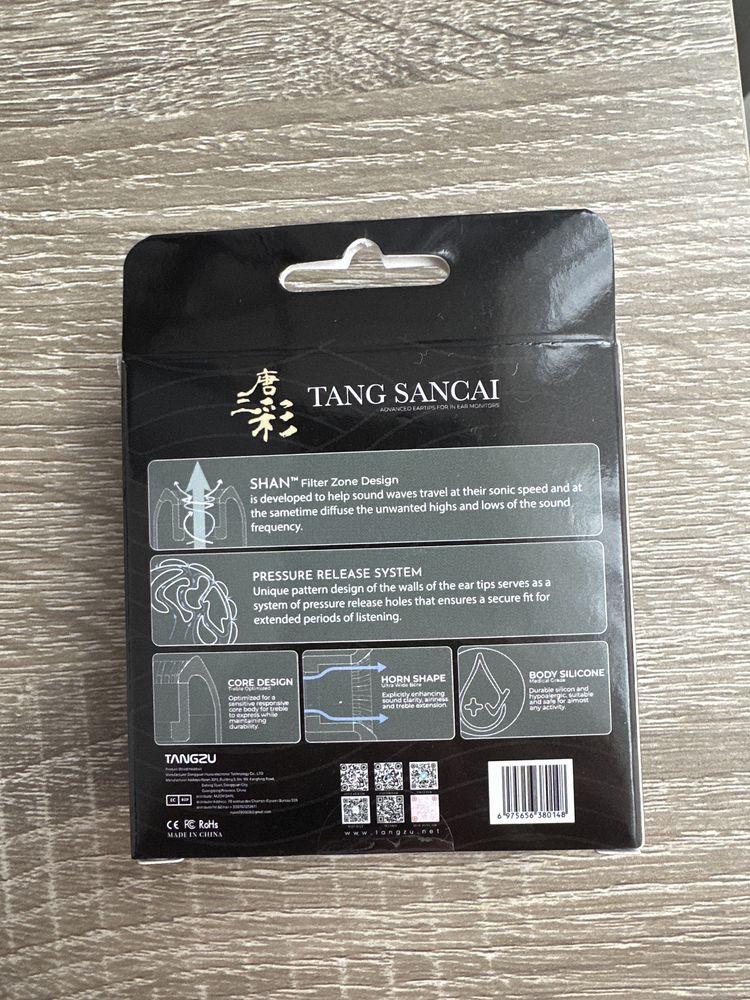 唐
三彩
TANG SANCAI
ADVANCED EARTIPS FOR IN EAR MONITORS
SHAN™ Filter Zone Design
is developed to help sound waves travel at their sonic speed and at
the sametime diffuse the unwanted highs and lows of the sound
frequency.
PRESSURE RELEASE SYSTEM
Unique pattern design of the walls of the ear tips serves as a
system of pressure release holes that ensures a secure fit for
extended periods of listening.
CORE DESIGN
Treble Optimized
Optimized for a
sensitive responsive
core body for treble
to express while
maintaining
durability.
HORN SHAPE
Ultra Wide Bore
Explicitly enhancing
sound clarity, airiness
and treble extension.
BODY SILICONE
Medical Grade
Durable silicon and
hypoalergic, suitable
and safe for almost
any activity.
TANGZU
EC REP
CE FC RoHs
MADE IN CHINA
www.tangzu.net
6 975656 380148